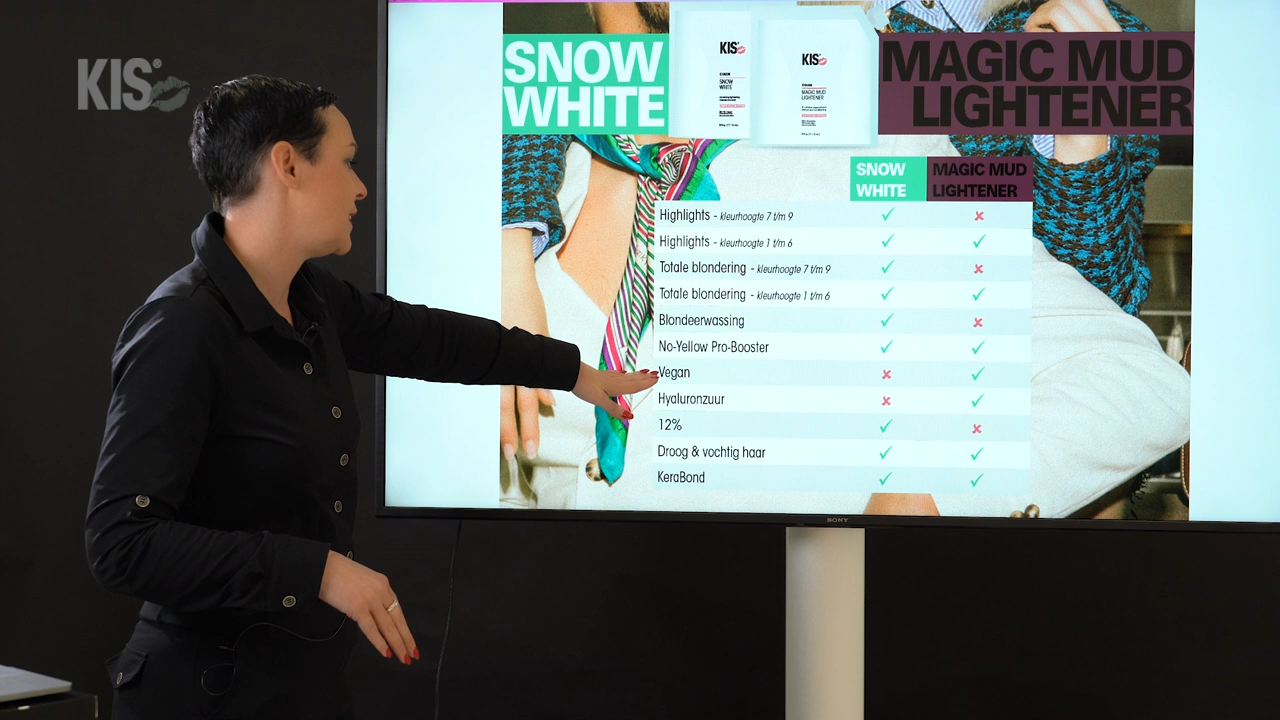 KIS
SNOW
WHITE
KIS
COLOR
SNOW
WHITE
KIS
MAGIC MUD
LIGHTENER
MAGIC MUD
LIGHTENER
SNOW
WHITE
MAGIC MUD
LIGHTENER
Highlights - kleurhoogte 7 t/m 9
Highlights - kleurhoogte 1 t/m 6
Totale blondering - kleurhoogte 7 t/m 9
Totale blondering - kleurhoogte 1 t/m 6
Blondeerwassing
No-Yellow Pro-Booster
Vegan
Hyaluronzuur
12%
Droog & vochtig haar
KeraBond
SONY